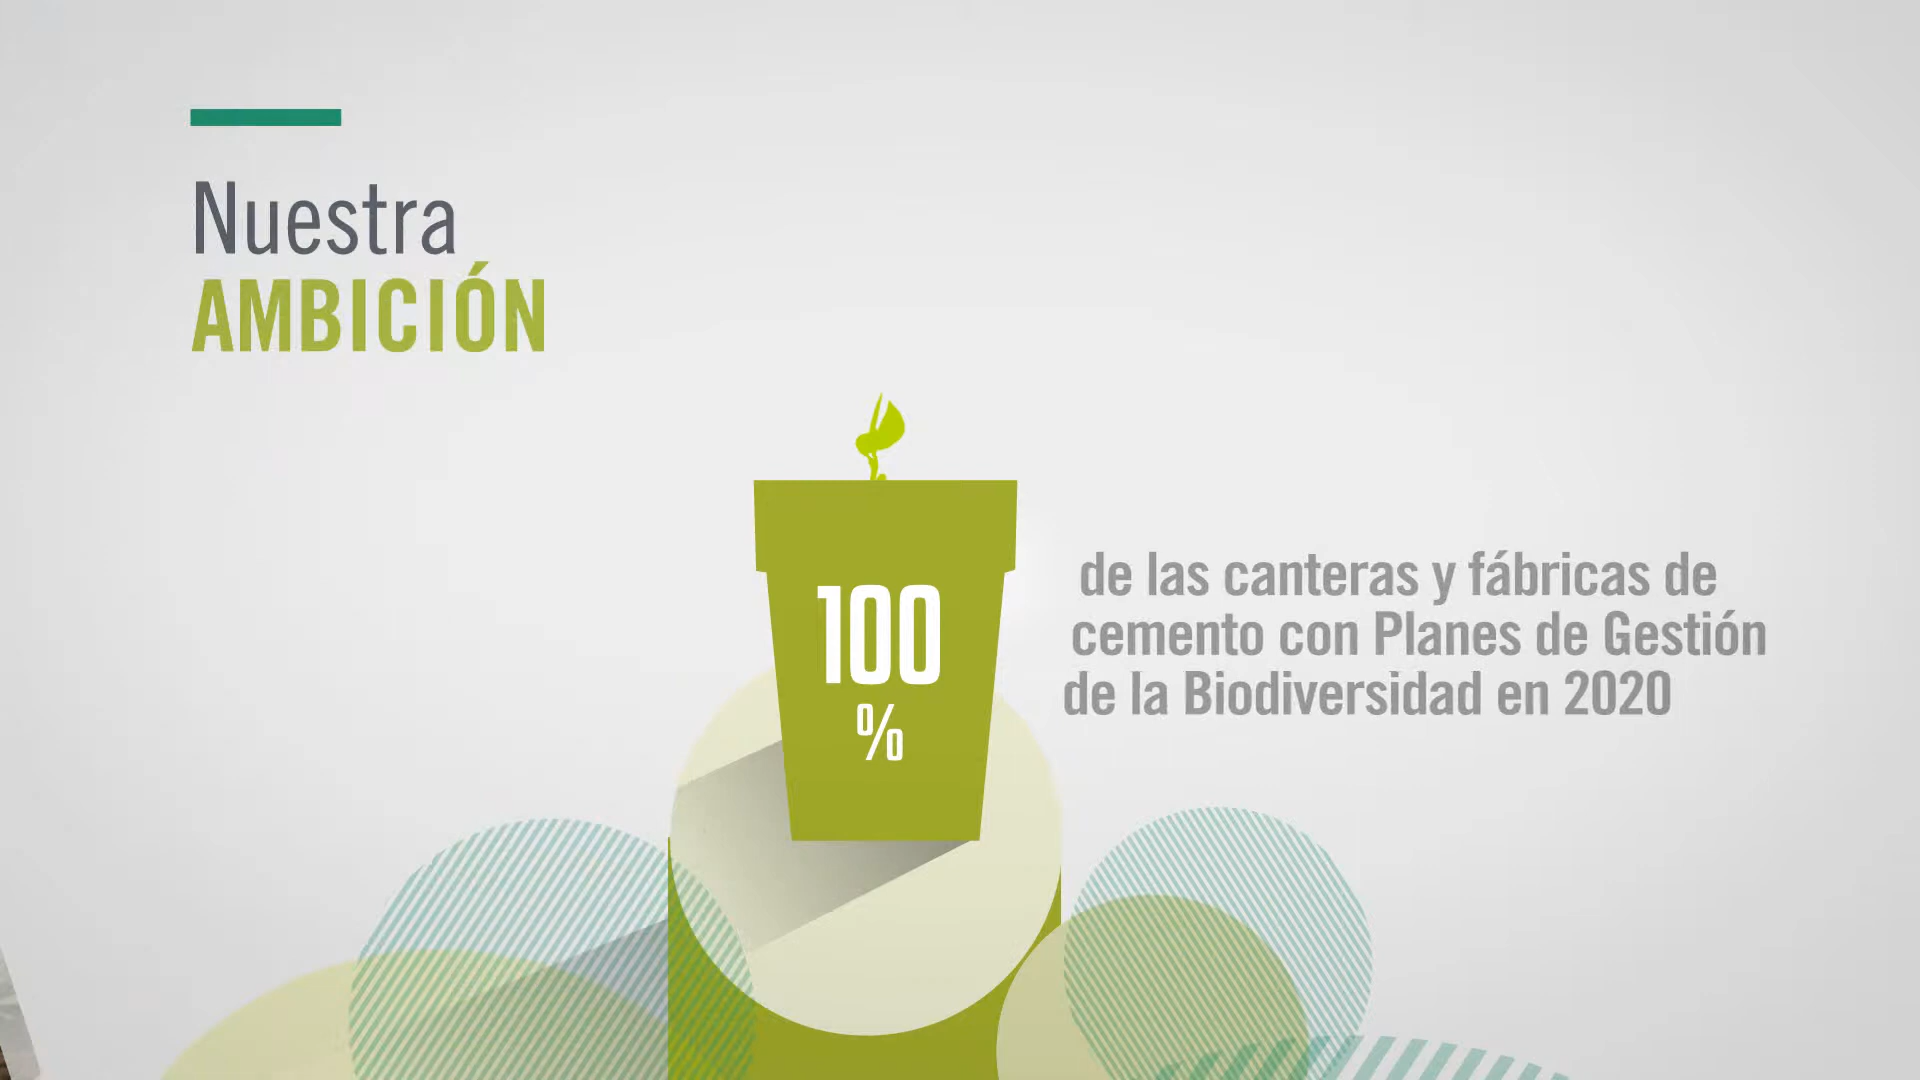 Nuestra
AMBICIÓN
100
%
de las canteras y fábricas de
cemento con Planes de Gestión
de la Biodiversidad en 2020